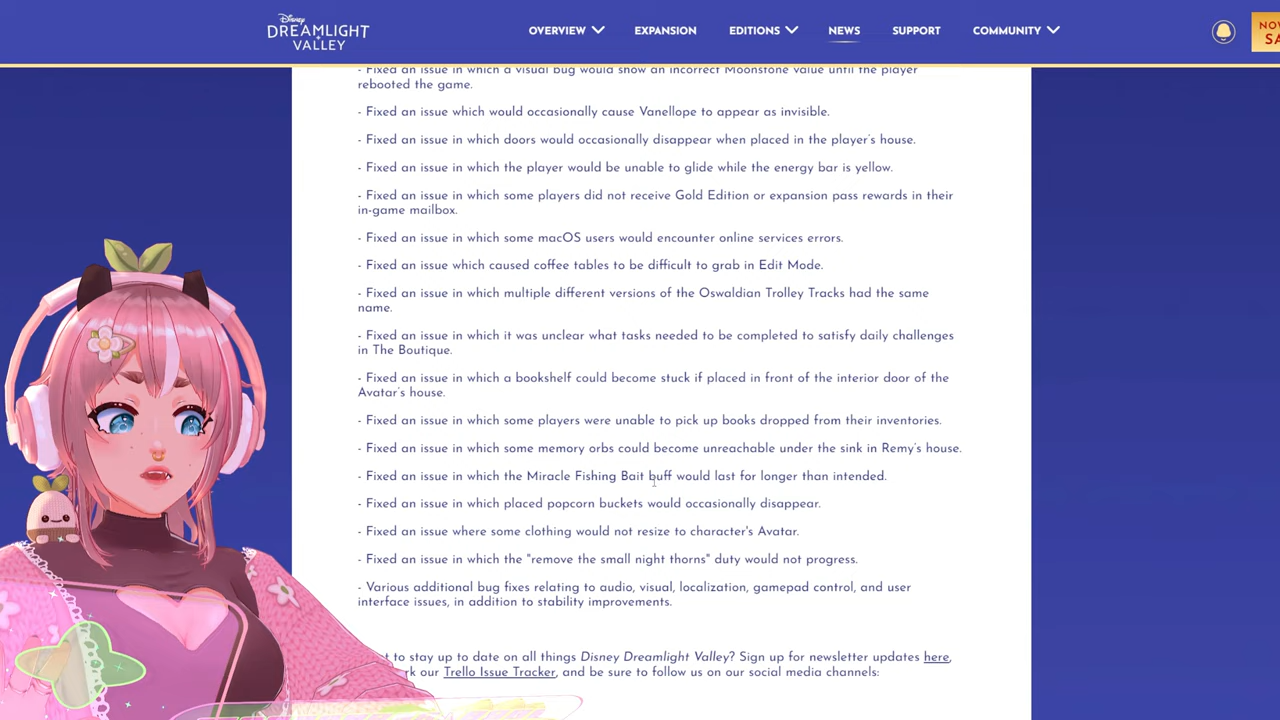 Disney
DREAMLIGHT
VALLEY
OVERVIEW
EXPANSION
EDITIONS
NEWS
SUPPORT
COMMUNITY
- Fixed an issue in which a visual bug would show an incorrect Moonstone value until the player
rebooted the game.
- Fixed an issue which would occasionally cause Vanellope to appear as invisible.
- Fixed an issue in which doors would occasionally disappear when placed in the player's house.
- Fixed an issue in which the player would be unable to glide while the energy bar is yellow.
- Fixed an issue in which some players did not receive Gold Edition or expansion pass rewards in their
in-game mailbox.
- Fixed an issue in which some macOS users would encounter online services errors.
- Fixed an issue which caused coffee tables to be difficult to grab in Edit Mode.
- Fixed an issue in which multiple different versions of the Oswaldian Trolley Tracks had the same
name.
- Fixed an issue in which it was unclear what tasks needed to be completed to satisfy daily challenges
in The Boutique.
- Fixed an issue in which a bookshelf could become stuck if placed in front of the interior door of the
Avatar's house.
- Fixed an issue in which some players were unable to pick up books dropped from their inventories.
- Fixed an issue in which some memory orbs could become unreachable under the sink in Remy's house.
- Fixed an issue in which the Miracle Fishing Bait buff would last for longer than intended.
- Fixed an issue in which placed popcorn buckets would occasionally disappear.
- Fixed an issue where some clothing would not resize to character's Avatar.
- Fixed an issue in which the "remove the small night thorns" duty would not progress.
- Various additional bug fixes relating to audio, visual, localization, gamepad control, and user
interface issues, in addition to stability improvements.
to stay up to date on all things Disney Dreamlight Valley? Sign up for newsletter updates here,
our Trello Issue Tracker, and be sure to follow us on our social media channels: